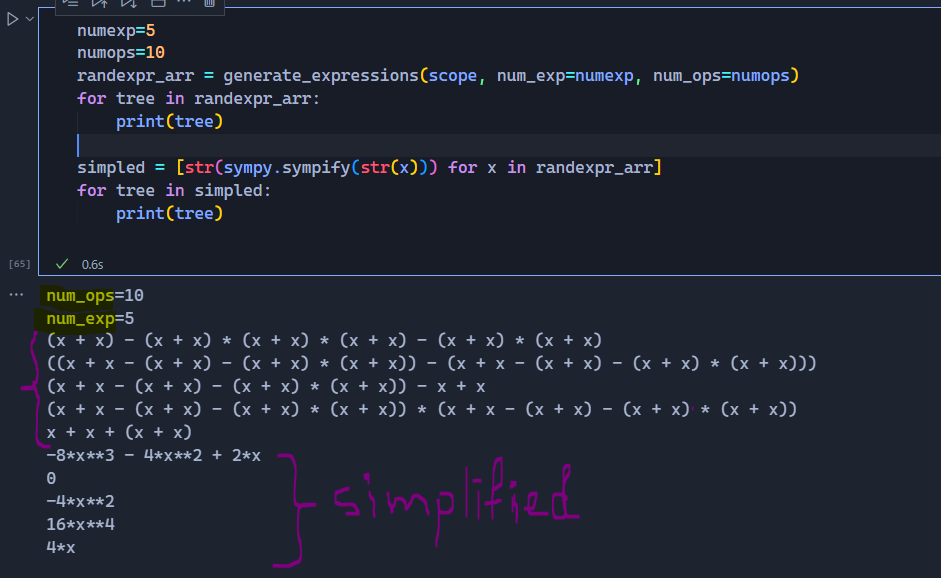 numexp=5
numops=10
randexpr_arr = generate_expressions(scope, num_exp=numexp, num_ops=numops)
for tree in randexpr_arr:
    print(tree)
simpled = [str(sympy.sympify(str(x))) for x in randexpr_arr]
for tree in simpled:
    print(tree)
[65] ✓ 0.6s
... num_ops=10
num_exp=5
(x + x) - (x + x) * (x + x) * (x + x) - (x + x) * (x + x)
((x + x - (x + x) - (x + x) * (x + x)) - (x + x - (x + x) - (x + x) * (x + x)))
(x + x - (x + x) - (x + x) * (x + x)) - x + x
(x + x - (x + x) - (x + x) * (x + x)) * (x + x - (x + x) - (x + x) * (x + x))
x + x + (x + x)
-8*x**3 - 4*x**2 + 2*x
0
-4*x**2
16*x**4
4*x
simplified